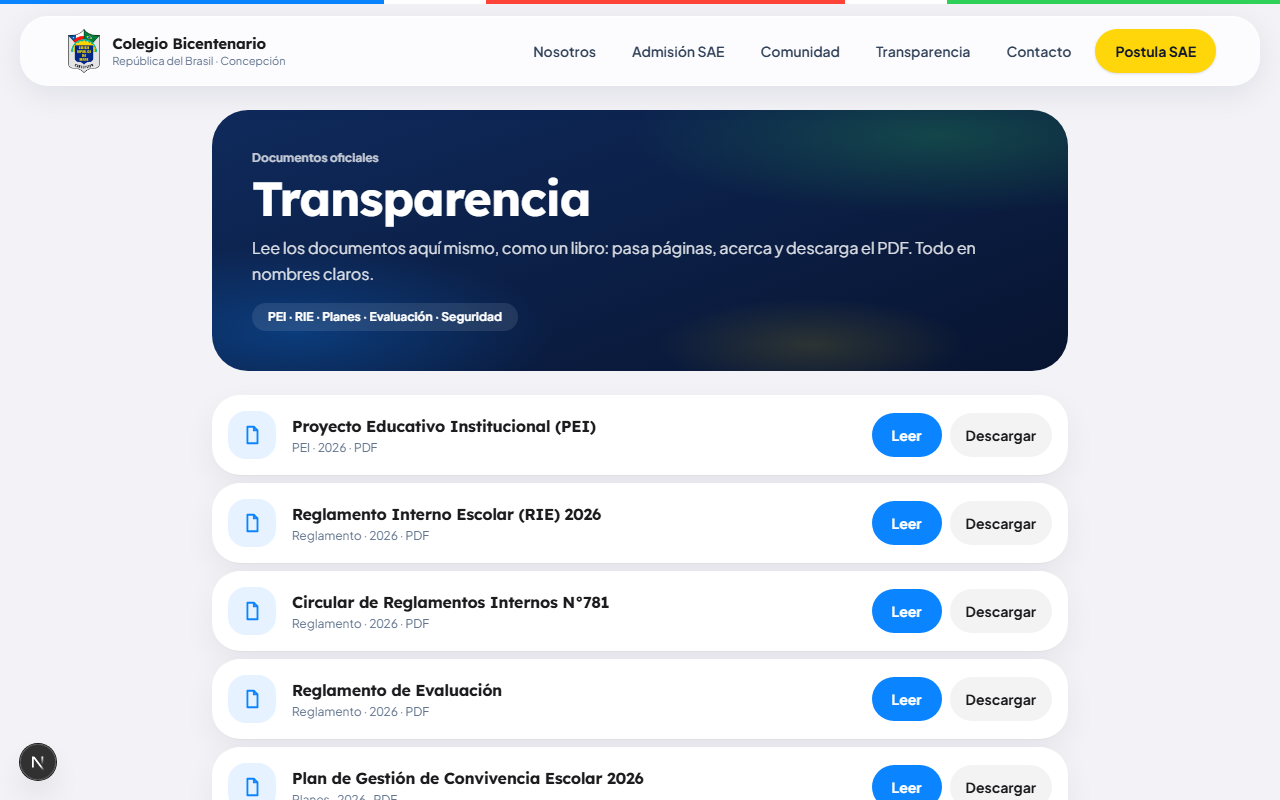 Colegio Bicentenario
República del Brasil · Concepción
Nosotros
Admisión SAE
Comunidad
Transparencia
Contacto
Postula SAE
Documentos oficiales
Transparencia
Lee los documentos aquí mismo, como un libro: pasa páginas, acerca y descarga el PDF. Todo en
nombres claros.
PEI · RIE · Planes · Evaluación · Seguridad
Proyecto Educativo Institucional (PEI)
PEI · 2026 · PDF
Leer
Descargar
Reglamento Interno Escolar (RIE) 2026
Reglamento · 2026 · PDF
Leer
Descargar
Circular de Reglamentos Internos N°781
Reglamento · 2026 · PDF
Leer
Descargar
Reglamento de Evaluación
Reglamento · 2026 · PDF
Leer
Descargar
Plan de Gestión de Convivencia Escolar 2026
Planes · 2026 · PDF
Leer
Descargar
N